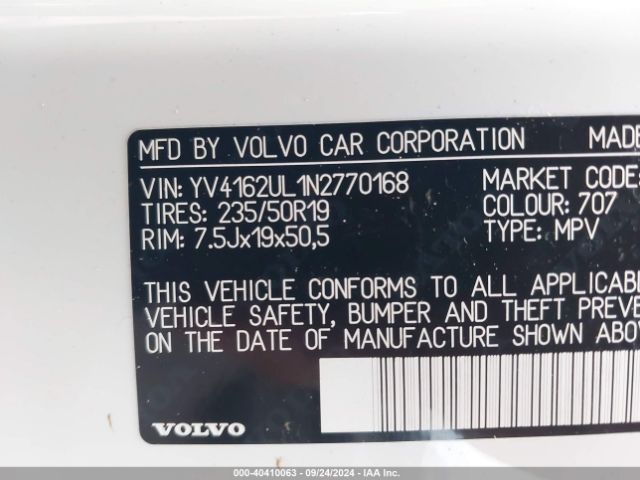 MFD BY VOLVO CAR CORPORATION MADE
VIN: YV4162UL1N2770168 MARKET CODE:
TIRES: 235/50R19 COLOUR: 707
RIM: 7.5Jx19x50,5 TYPE: MPV
THIS VEHICLE CONFORMS TO ALL APPLICABLE
VEHICLE SAFETY, BUMPER AND THEFT PREVE
ON THE DATE OF MANUFACTURE SHOWN ABO
VOLVO
000-40410063 - 09/24/2024 - IAA Inc.